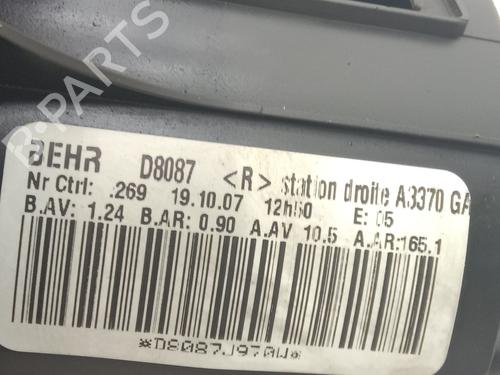 B-PARTS
BEHR D8087 <R> station droite A3370 GA
Nr Ctrl: .269 19.10.07 12h50 E: 05
B.AV: 1.24 B.AR: 0.90 A.AV 10.5 A.AR:165.1
*D8087J970W*